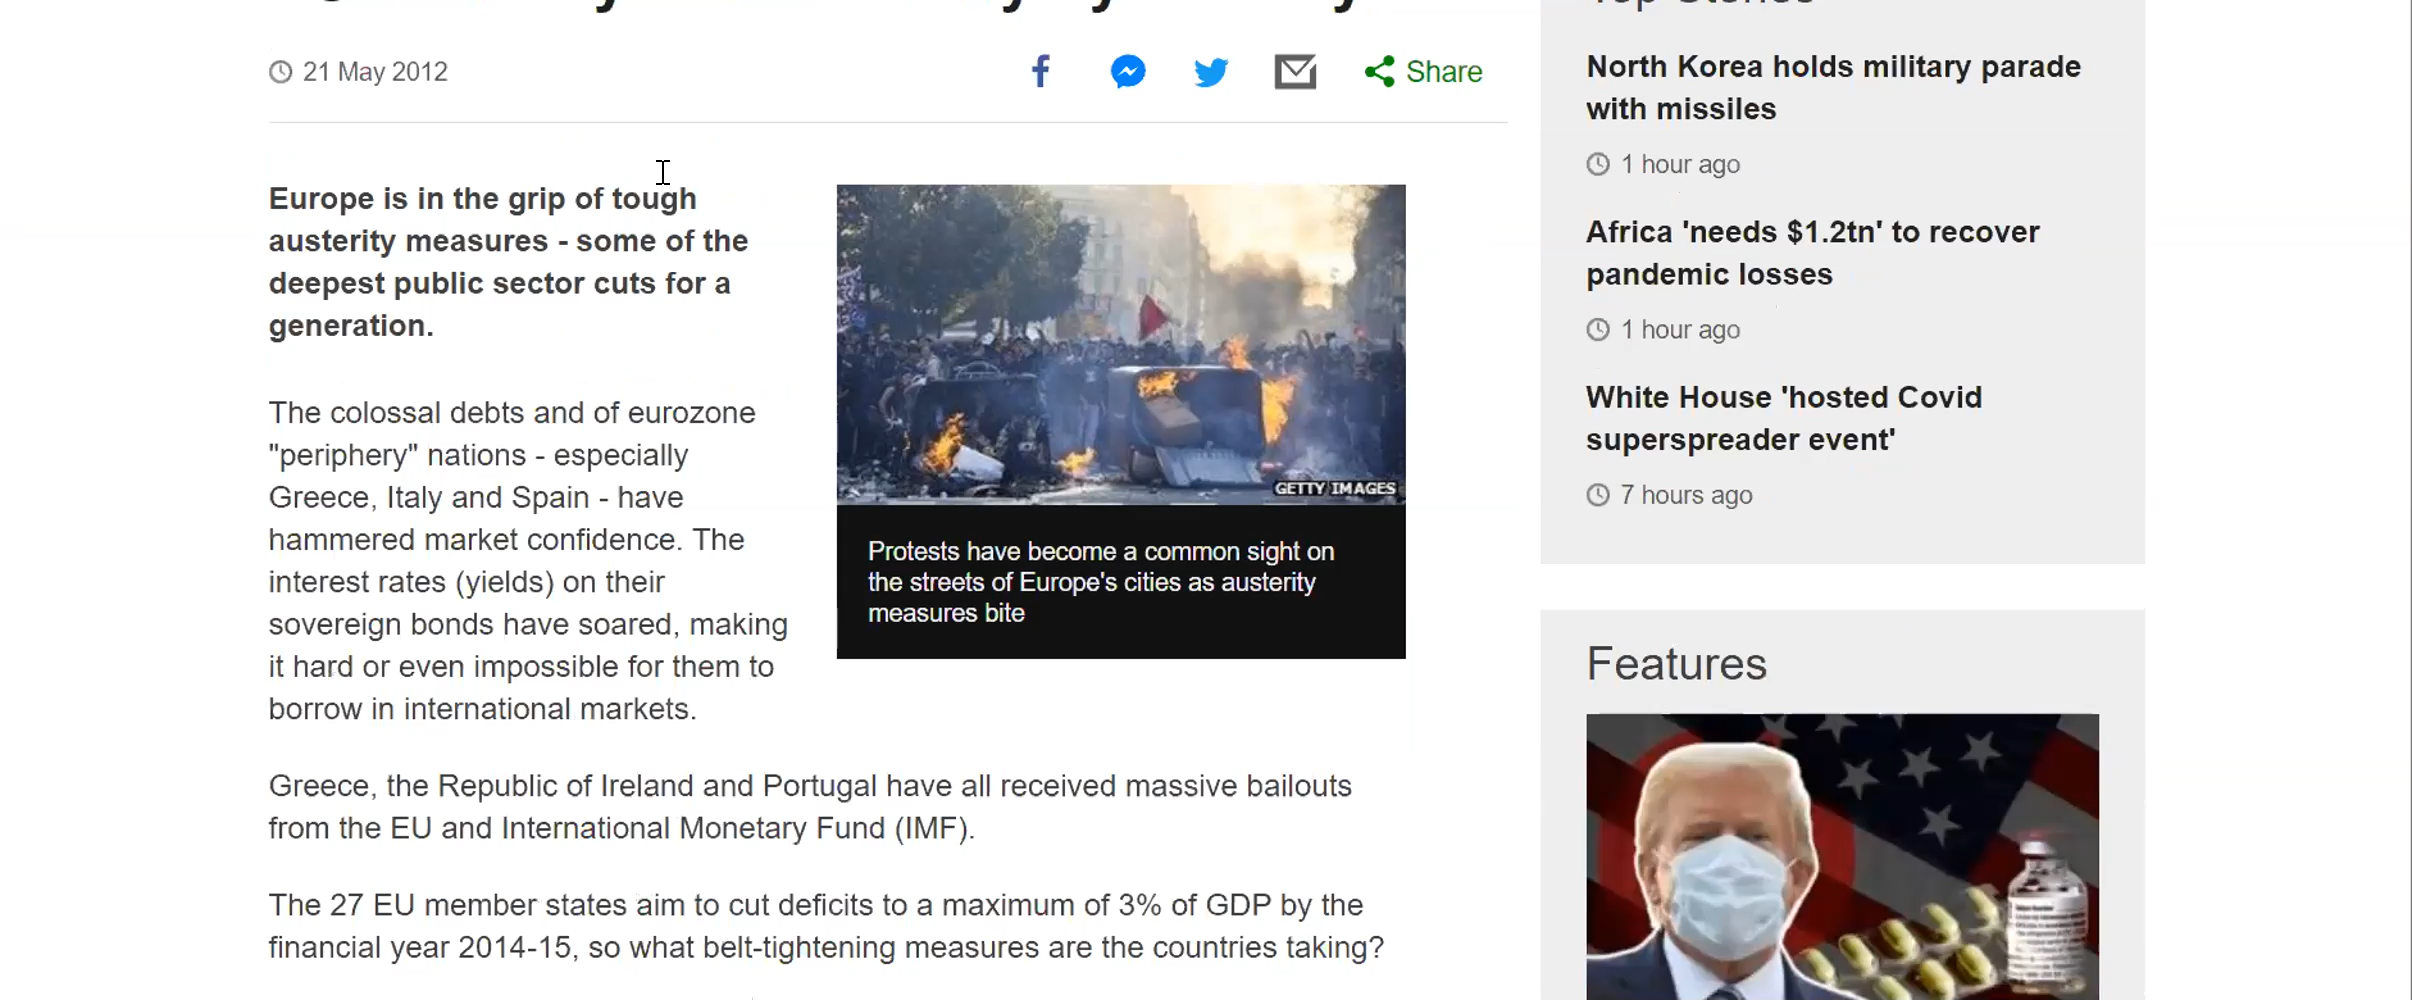 21 May 2012
Share
Europe is in the grip of tough
austerity measures - some of the
deepest public sector cuts for a
generation.
The colossal debts and of eurozone
"periphery" nations - especially
Greece, Italy and Spain - have
hammered market confidence. The
interest rates (yields) on their
sovereign bonds have soared, making
it hard or even impossible for them to
borrow in international markets.
GETTY IMAGES
Protests have become a common sight on
the streets of Europe's cities as austerity
measures bite
Greece, the Republic of Ireland and Portugal have all received massive bailouts
from the EU and International Monetary Fund (IMF).
The 27 EU member states aim to cut deficits to a maximum of 3% of GDP by the
financial year 2014-15, so what belt-tightening measures are the countries taking?
Top Stories
North Korea holds military parade
with missiles
1 hour ago
Africa 'needs $1.2tn' to recover
pandemic losses
1 hour ago
White House 'hosted Covid
superspreader event'
7 hours ago
Features